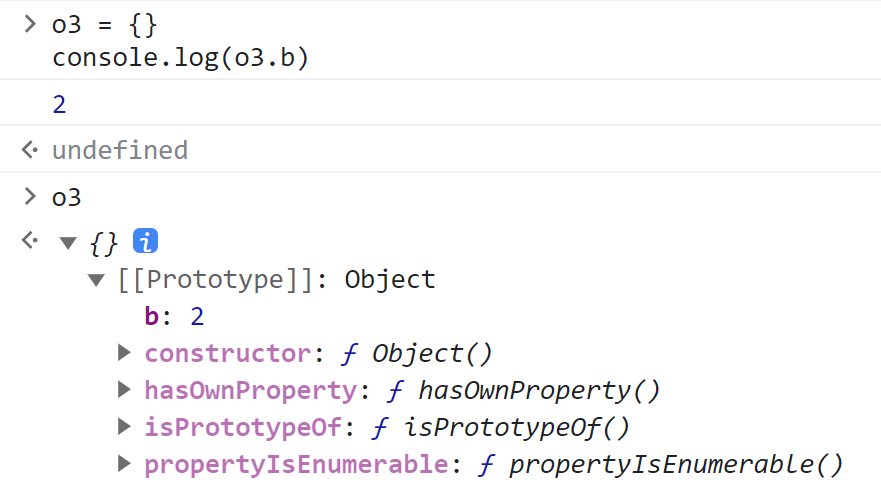 > o3 = {}
console.log(o3.b)
2
undefined
> o3
▼ {} i
▼ [[Prototype]]: Object
b: 2
▶ constructor: ƒ Object()
▶ hasOwnProperty: ƒ hasOwnProperty()
▶ isPrototypeOf: ƒ isPrototypeOf()
▶ propertyIsEnumerable: ƒ propertyIsEnumerable()